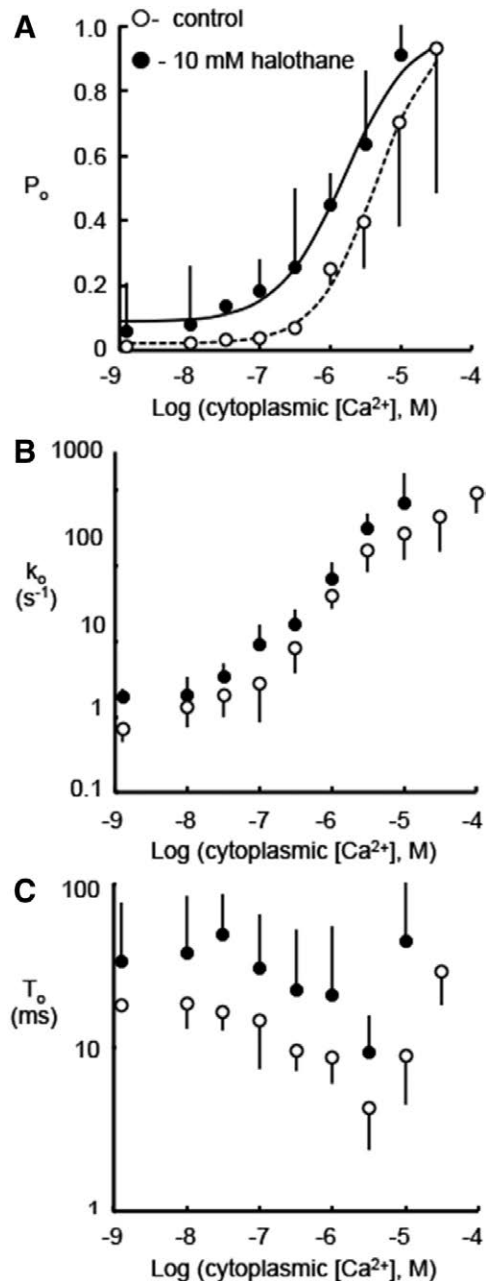 A
- control
- 10 mM halothane
1.0
0.8
0.6
Pₒ
0.4
0.2
0
-9 -8 -7 -6 -5 -4
Log (cytoplasmic [Ca²⁺], M)
B
1000
100
kₒ
(s⁻¹)
10
1
0.1
-9 -8 -7 -6 -5 -4
Log (cytoplasmic [Ca²⁺], M)
C
100
Tₒ
(ms)
10
1
-9 -8 -7 -6 -5 -4
Log (cytoplasmic [Ca²⁺], M)